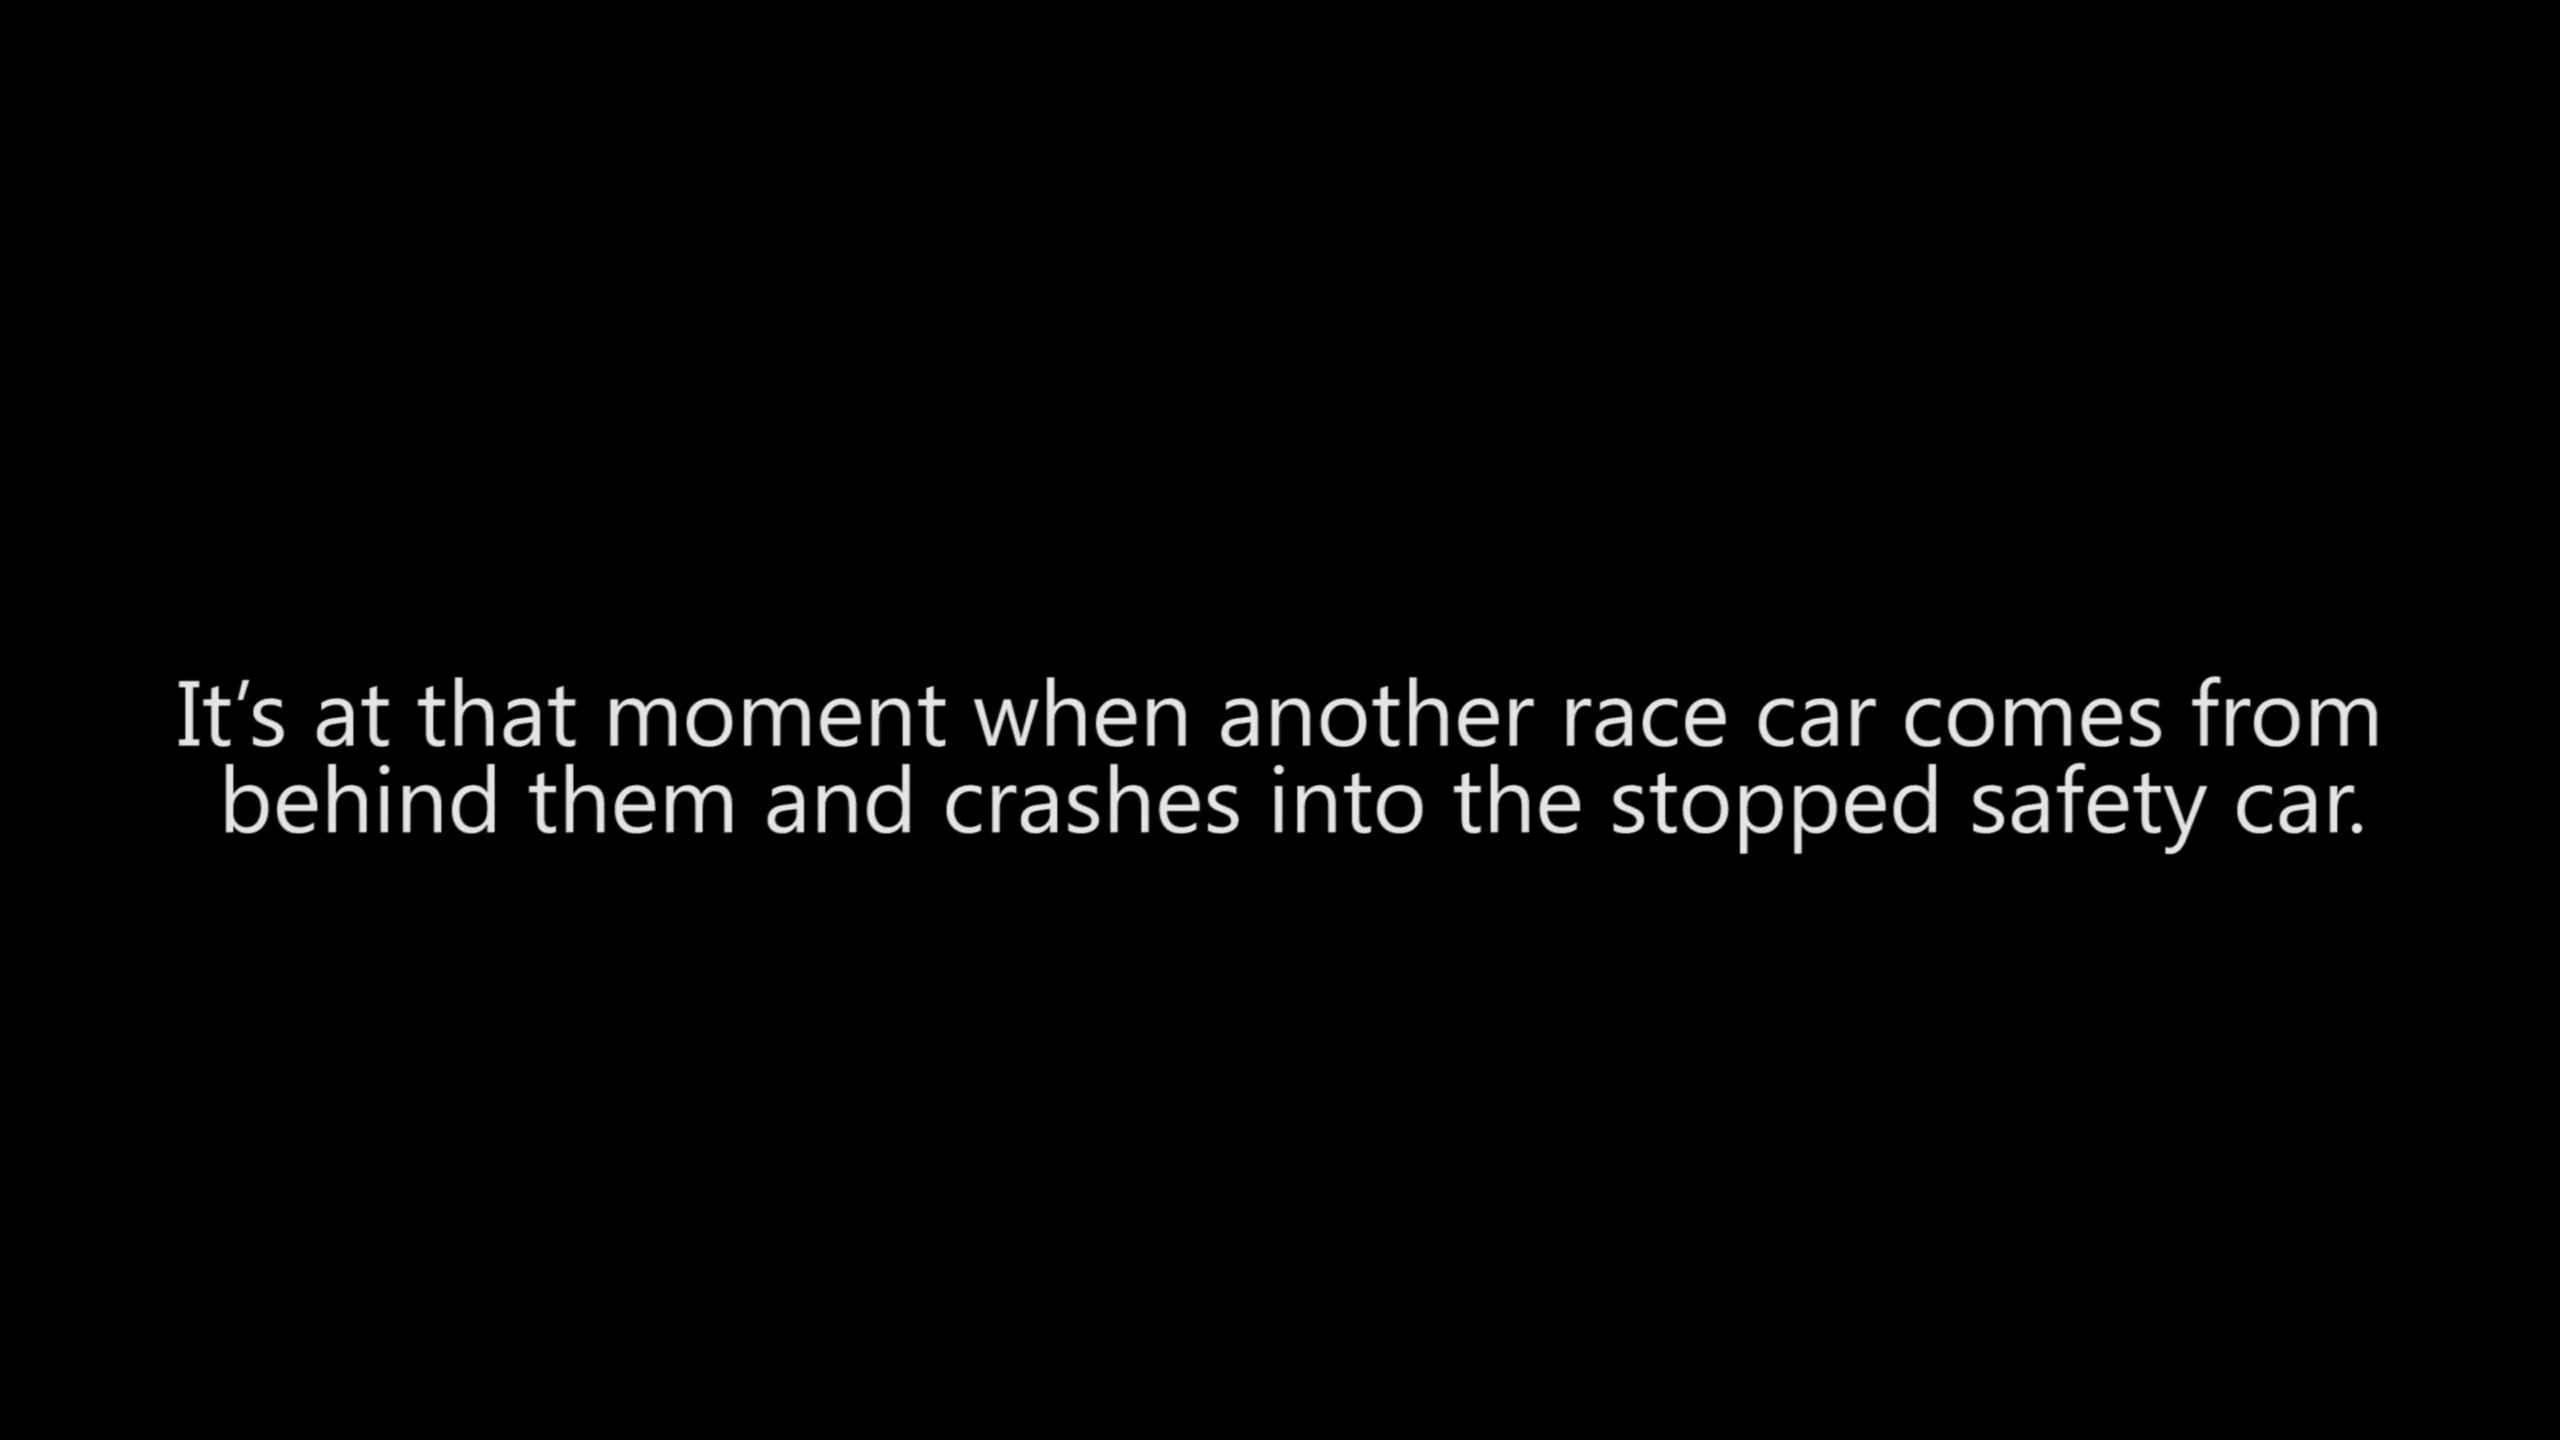 It’s at that moment when another race car comes from
behind them and crashes into the stopped safety car.